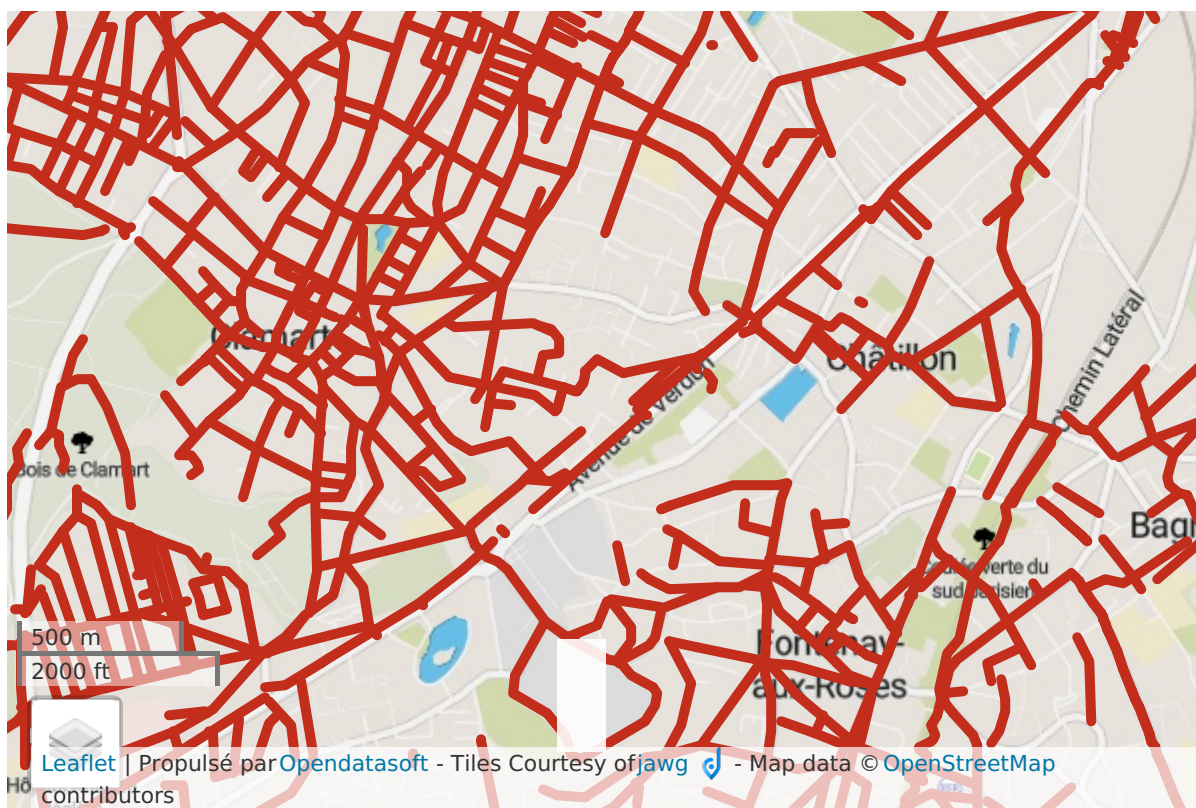 Clamart
Châtillon
Chemin Latéral
Avenue de Verdun
Bois de Clamart
Bagn
Coulée verte du
sud parisien
Fontenay-
aux-Roses
500 m
2000 ft
Leaflet | Propulsé par Opendatasoft - Tiles Courtesy of jawg - Map data © OpenStreetMap
Hô
contributors